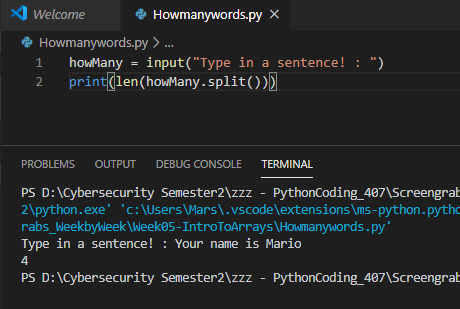 Welcome
Howmanywords.py ×
Howmanywords.py > ...
1 howMany = input("Type in a sentence! : ")
2 print(len(howMany.split()))
PROBLEMS OUTPUT DEBUG CONSOLE TERMINAL
PS D:\Cybersecurity Semester2\zzz - PythonCoding_407\Screengra
2\python.exe' 'c:\Users\Mars\.vscode\extensions\ms-python.pytho
rabs_WeekbyWeek\Week05-IntroToArrays\Howmanywords.py'
Type in a sentence! : Your name is Mario
4
PS D:\Cybersecurity Semester2\zzz - PythonCoding_407\Screengra